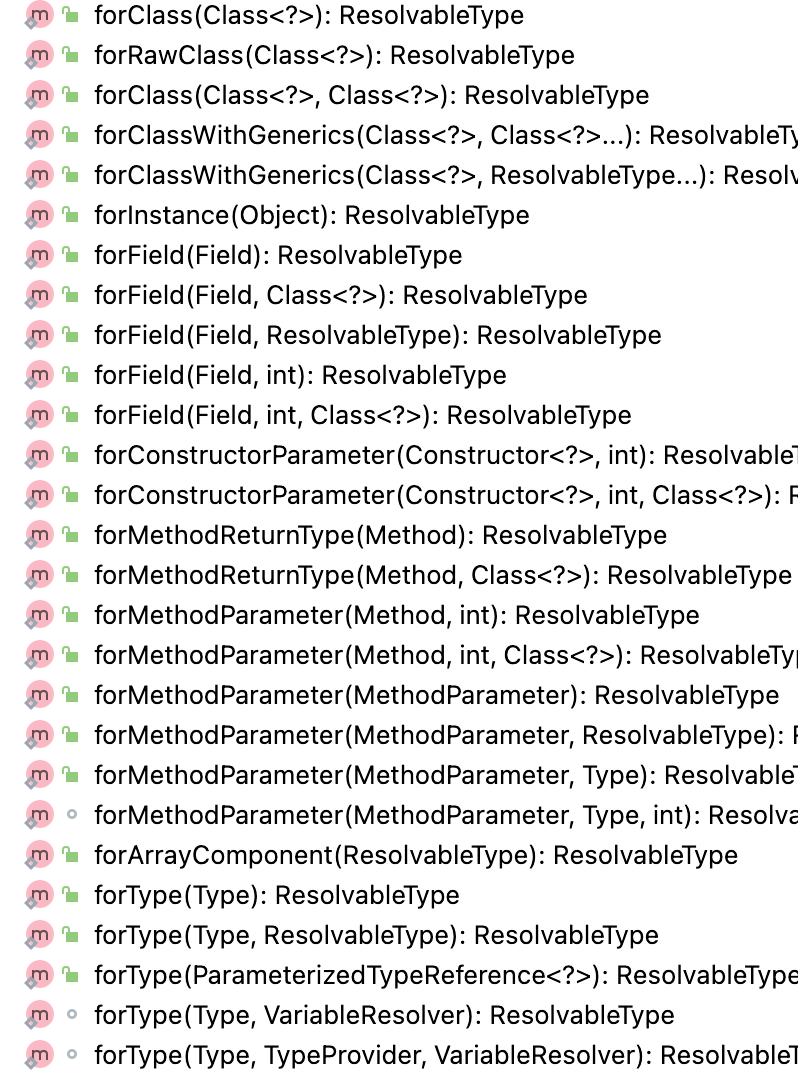 forClass(Class<?>): ResolvableType
forRawClass(Class<?>): ResolvableType
forClass(Class<?>, Class<?>): ResolvableType
forClassWithGenerics(Class<?>, Class<?>...): ResolvableTy
forClassWithGenerics(Class<?>, ResolvableType...): Resolv
forInstance(Object): ResolvableType
forField(Field): ResolvableType
forField(Field, Class<?>): ResolvableType
forField(Field, ResolvableType): ResolvableType
forField(Field, int): ResolvableType
forField(Field, int, Class<?>): ResolvableType
forConstructorParameter(Constructor<?>, int): ResolvableT
forConstructorParameter(Constructor<?>, int, Class<?>): R
forMethodReturnType(Method): ResolvableType
forMethodReturnType(Method, Class<?>): ResolvableType
forMethodParameter(Method, int): ResolvableType
forMethodParameter(Method, int, Class<?>): ResolvableTyp
forMethodParameter(MethodParameter): ResolvableType
forMethodParameter(MethodParameter, ResolvableType): R
forMethodParameter(MethodParameter, Type): ResolvableT
forMethodParameter(MethodParameter, Type, int): Resolva
forArrayComponent(ResolvableType): ResolvableType
forType(Type): ResolvableType
forType(Type, ResolvableType): ResolvableType
forType(ParameterizedTypeReference<?>): ResolvableType
forType(Type, VariableResolver): ResolvableType
forType(Type, TypeProvider, VariableResolver): ResolvableT